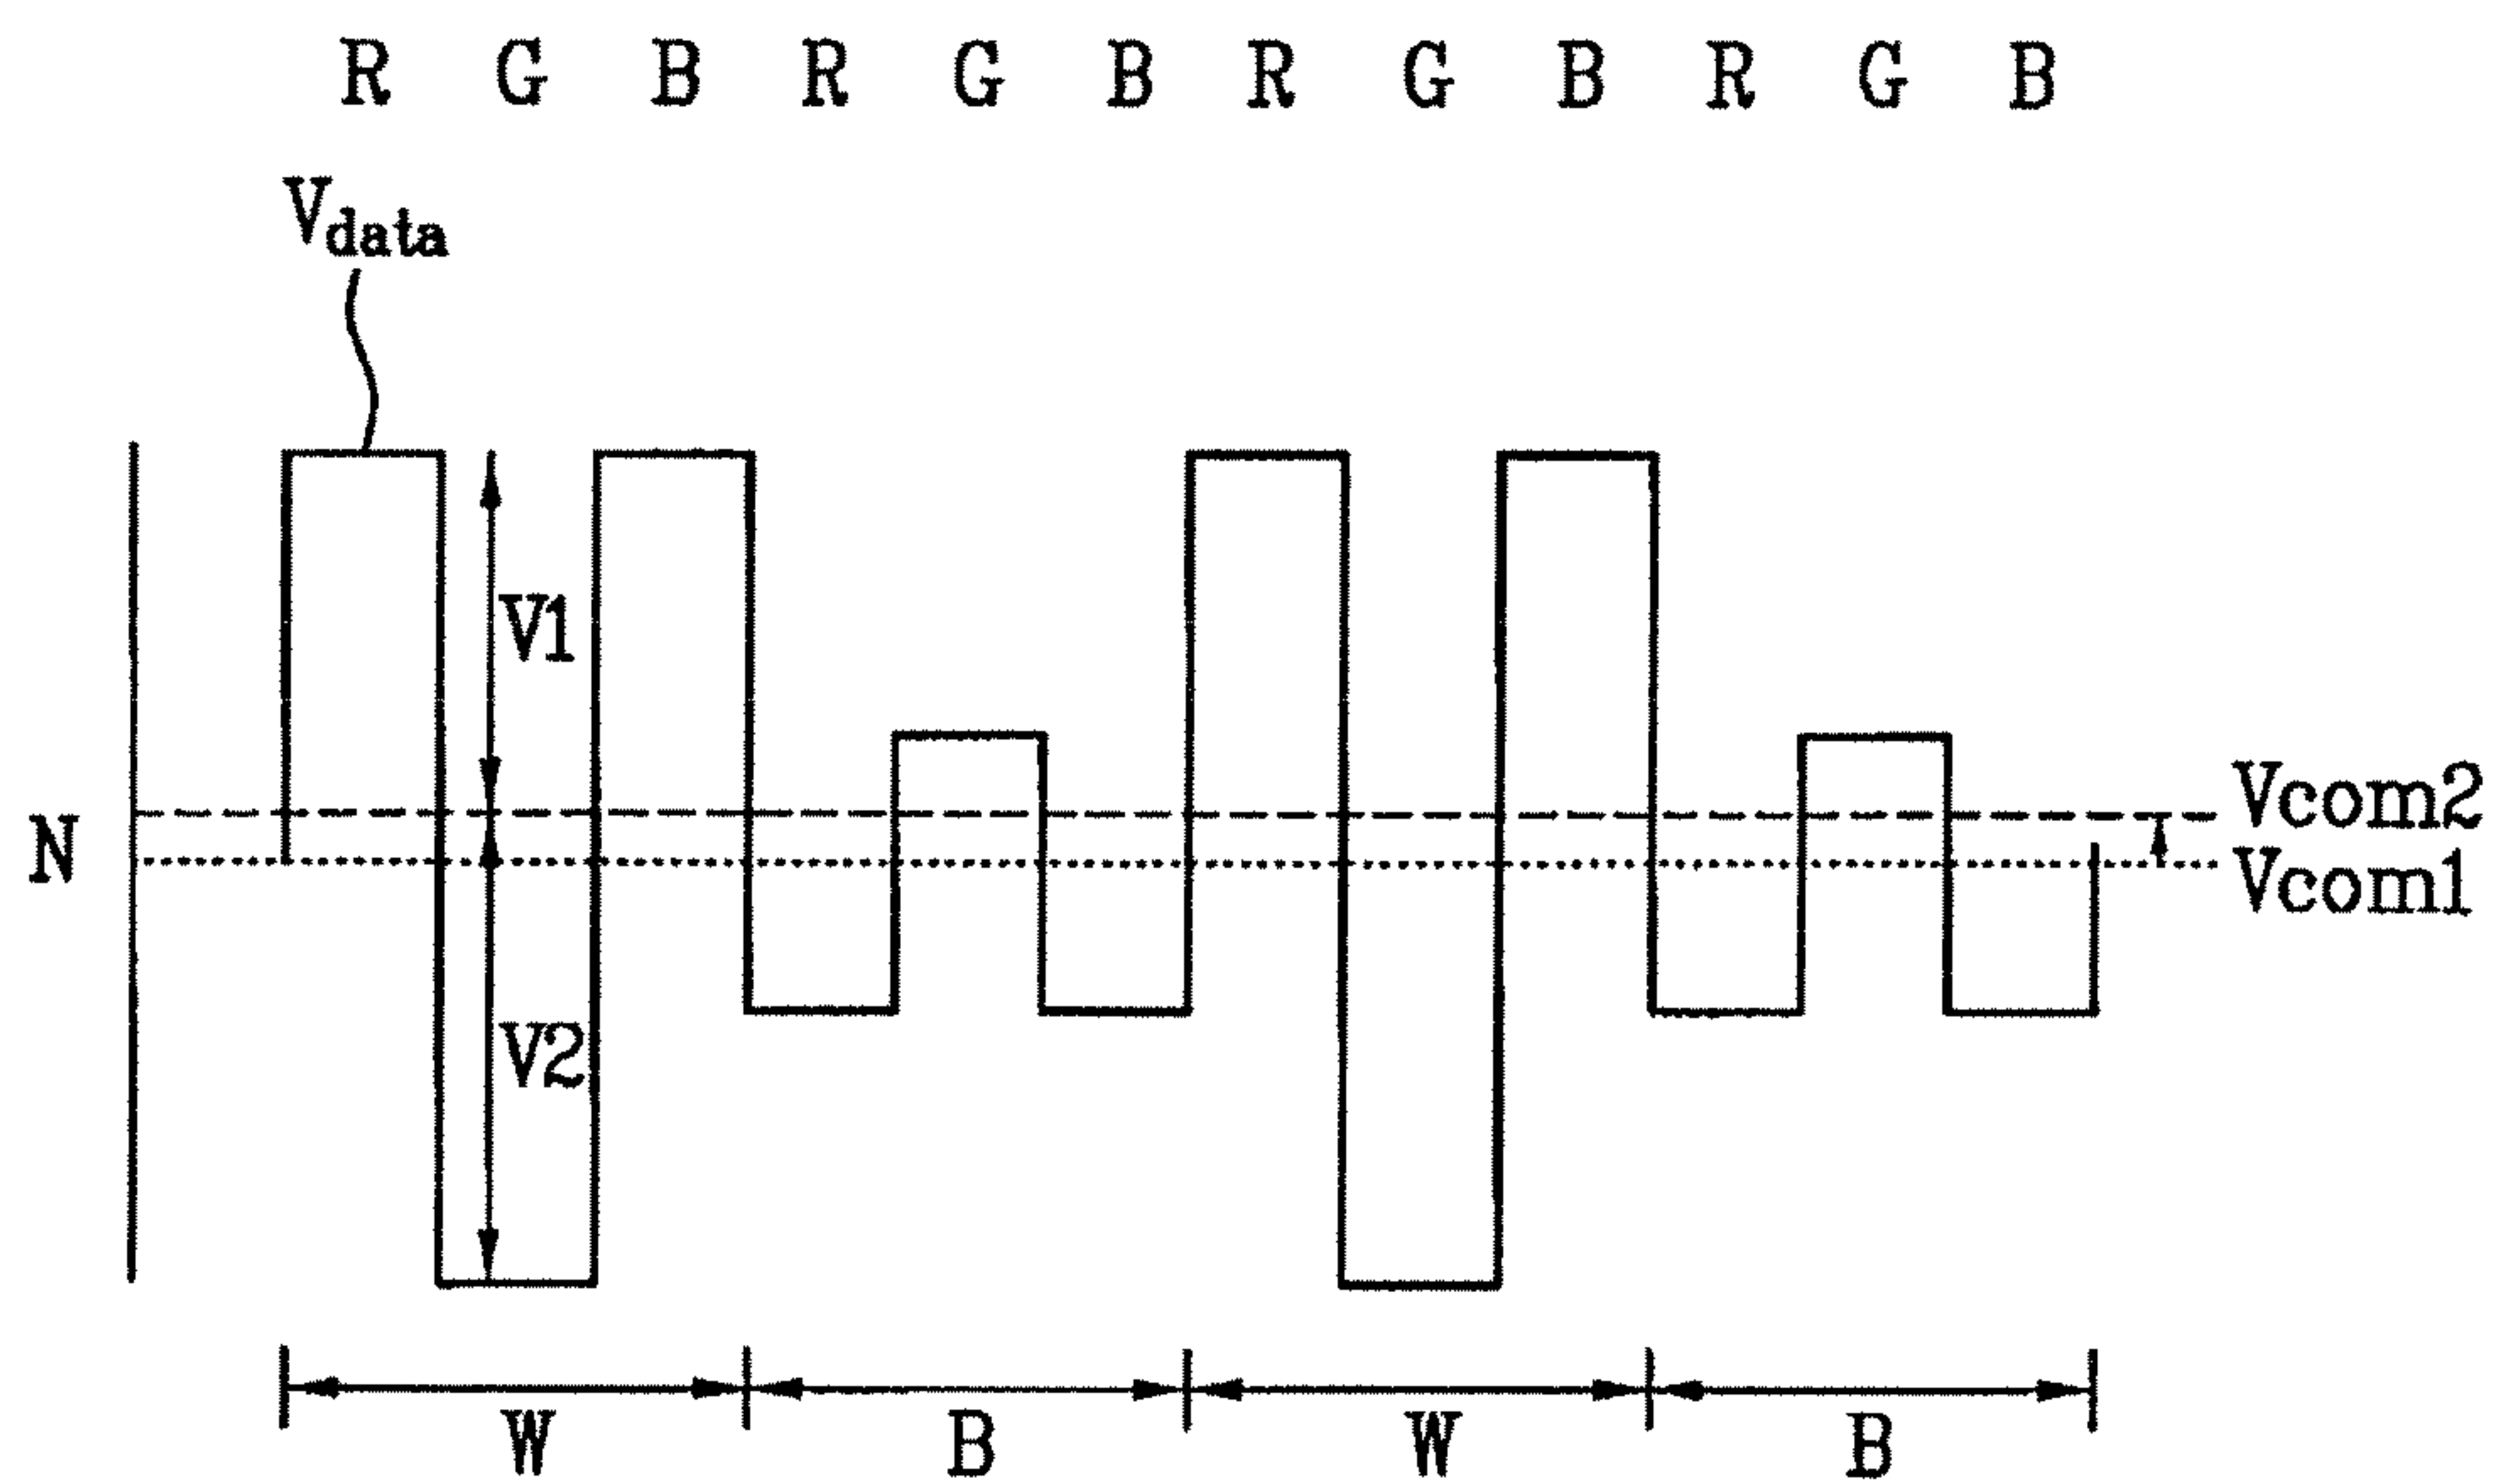 R G B R G B R G B R G B
Vdata
V1
Vcom2
N
Vcom1
V2
W B W B